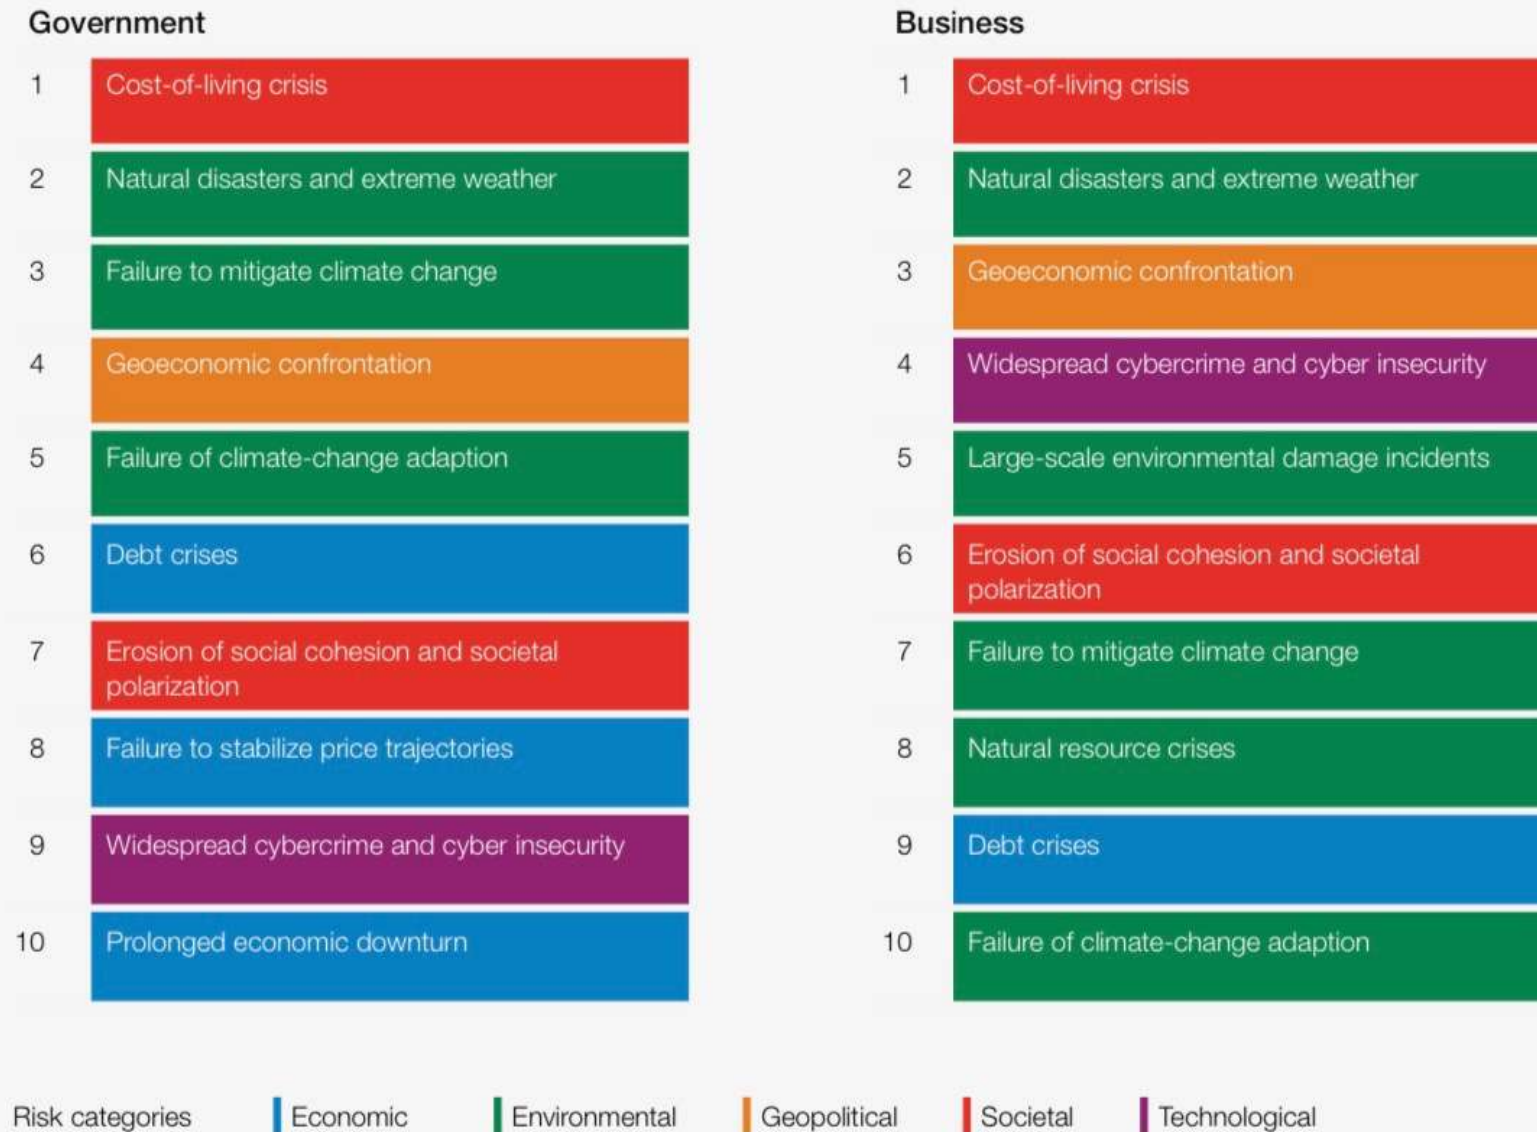 Government
1 Cost-of-living crisis
2 Natural disasters and extreme weather
3 Failure to mitigate climate change
4 Geoeconomic confrontation
5 Failure of climate-change adaption
6 Debt crises
7 Erosion of social cohesion and societal
polarization
8 Failure to stabilize price trajectories
9 Widespread cybercrime and cyber insecurity
10 Prolonged economic downturn
Business
1 Cost-of-living crisis
2 Natural disasters and extreme weather
3 Geoeconomic confrontation
4 Widespread cybercrime and cyber insecurity
5 Large-scale environmental damage incidents
6 Erosion of social cohesion and societal
polarization
7 Failure to mitigate climate change
8 Natural resource crises
9 Debt crises
10 Failure of climate-change adaption
Risk categories Economic Environmental Geopolitical Societal Technological